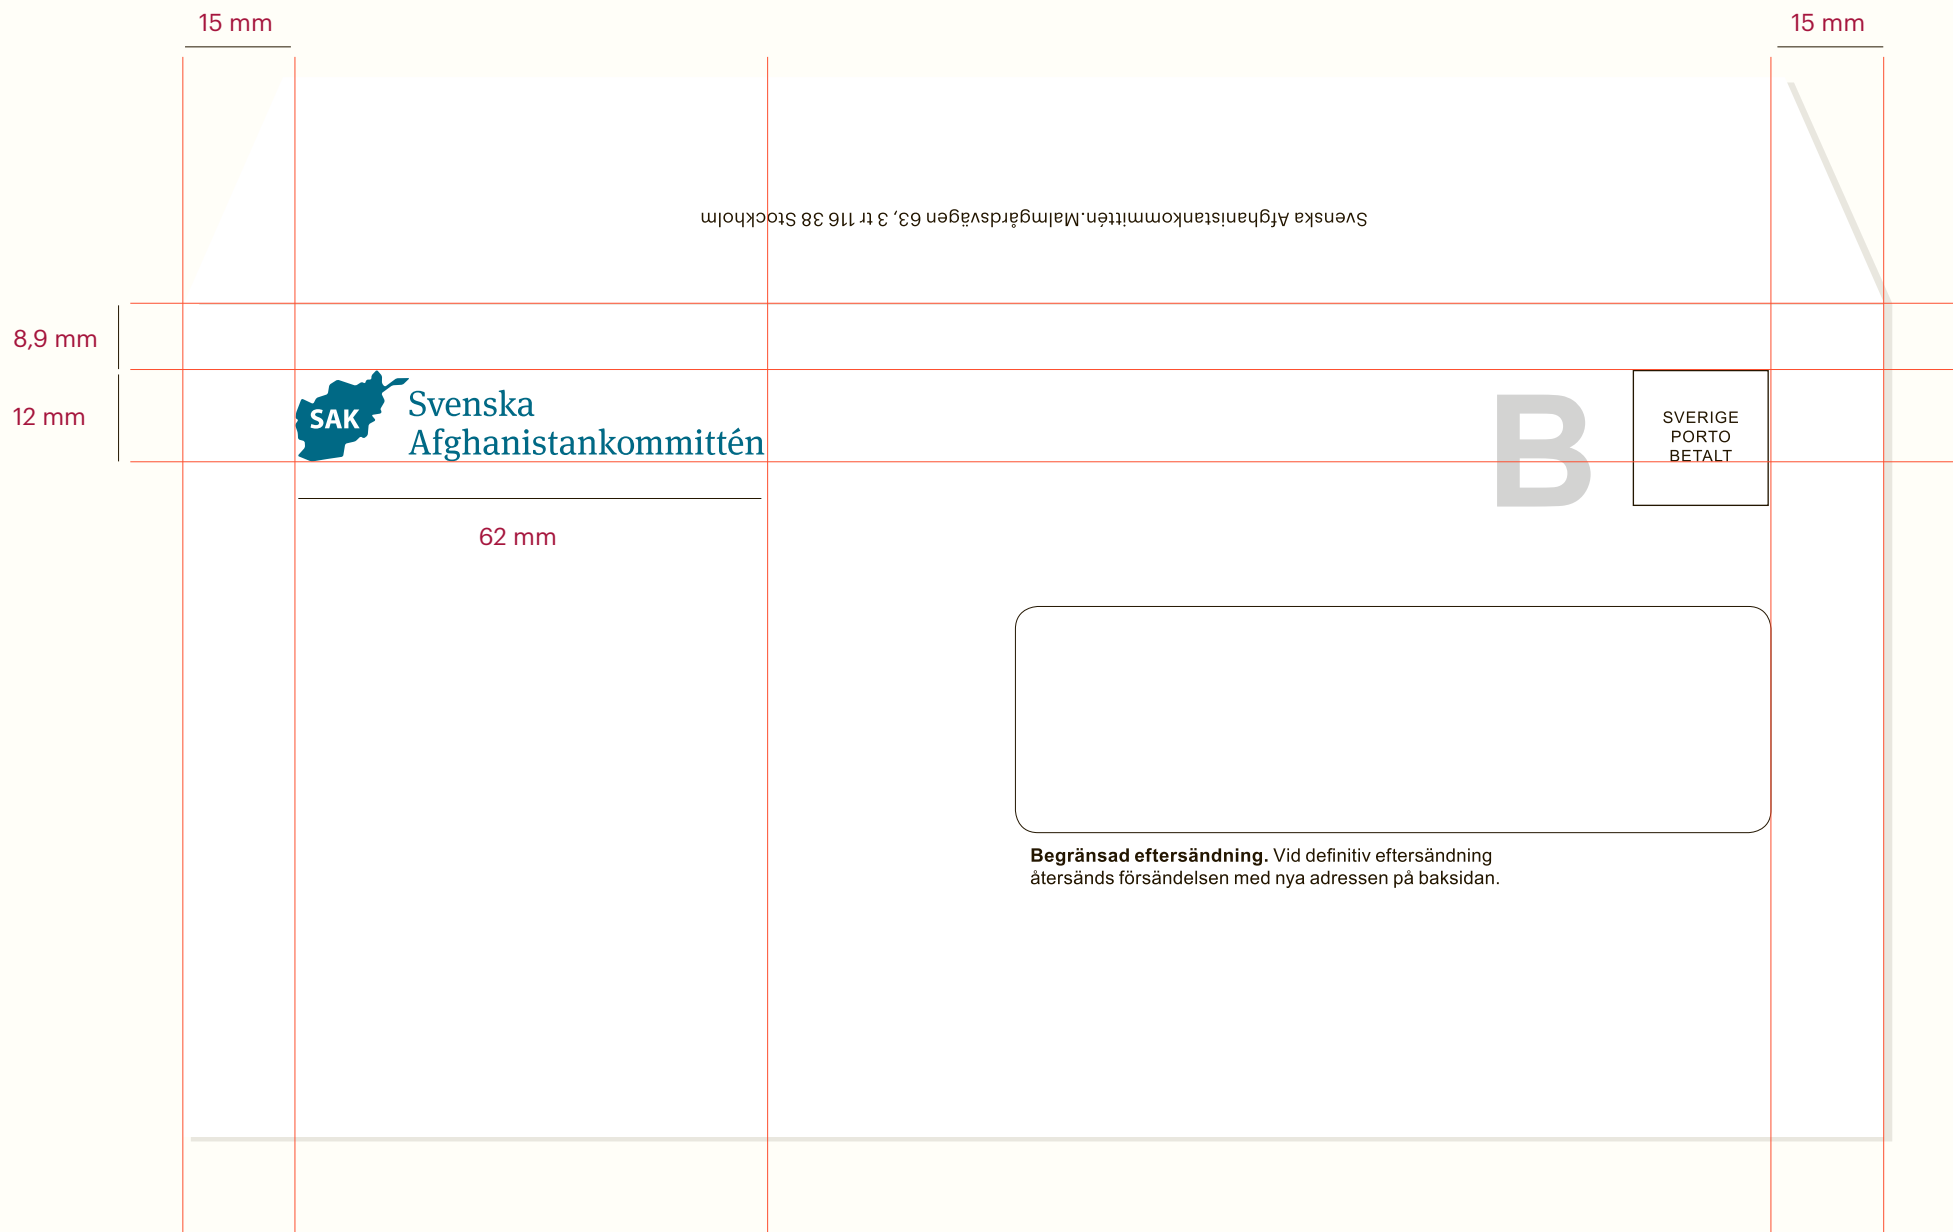 15 mm
15 mm
Svenska Afghanistankommittén.Malmgårdsvägen 63, 3 tr 116 38 Stockholm
8,9 mm
12 mm
SAK
Svenska
Afghanistankommittén
62 mm
B
SVERIGE
PORTO
BETALT
Begränsad eftersändning. Vid definitiv eftersändning
återsänds försändelsen med nya adressen på baksidan.